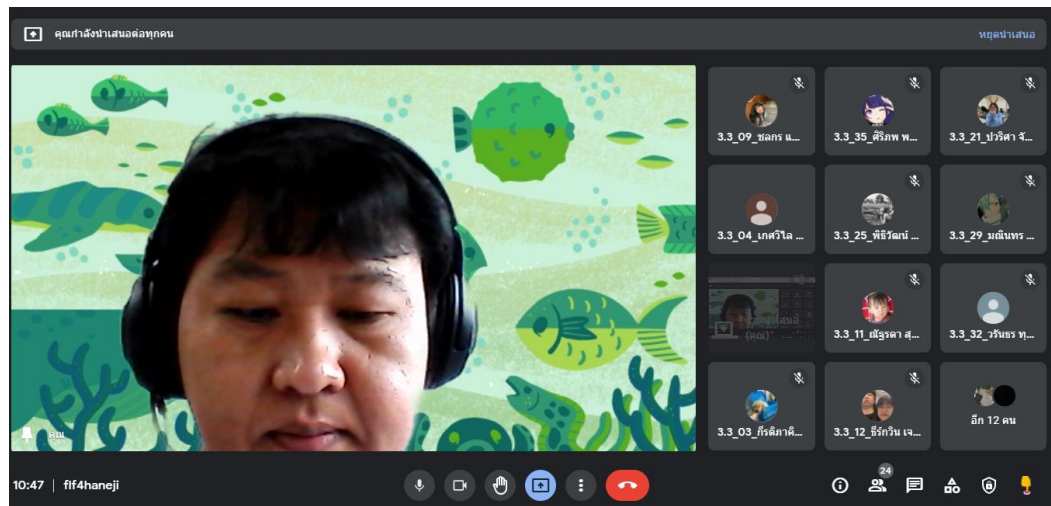 คุณกำลังนำเสนอต่อทุกคน
หยุดนำเสนอ
3.3_09_ชลกร แ...
3.3_35_ศิริภพ พ...
3.3_21_ปวริศา จั...
3.3_04_เกศวิไล ...
3.3_25_พิธิวัฒน์ ...
3.3_29_มณินทร ...
(คุณ)
3.3_11_ณัฐรดา ส...
3.3_32_วรันธร ทุ...
3.3_03_กีรติภาคิ...
3.3_12_ธีร์กวิน เจ...
อีก 12 คน
คุณ
10:47 | flf4haneji
24